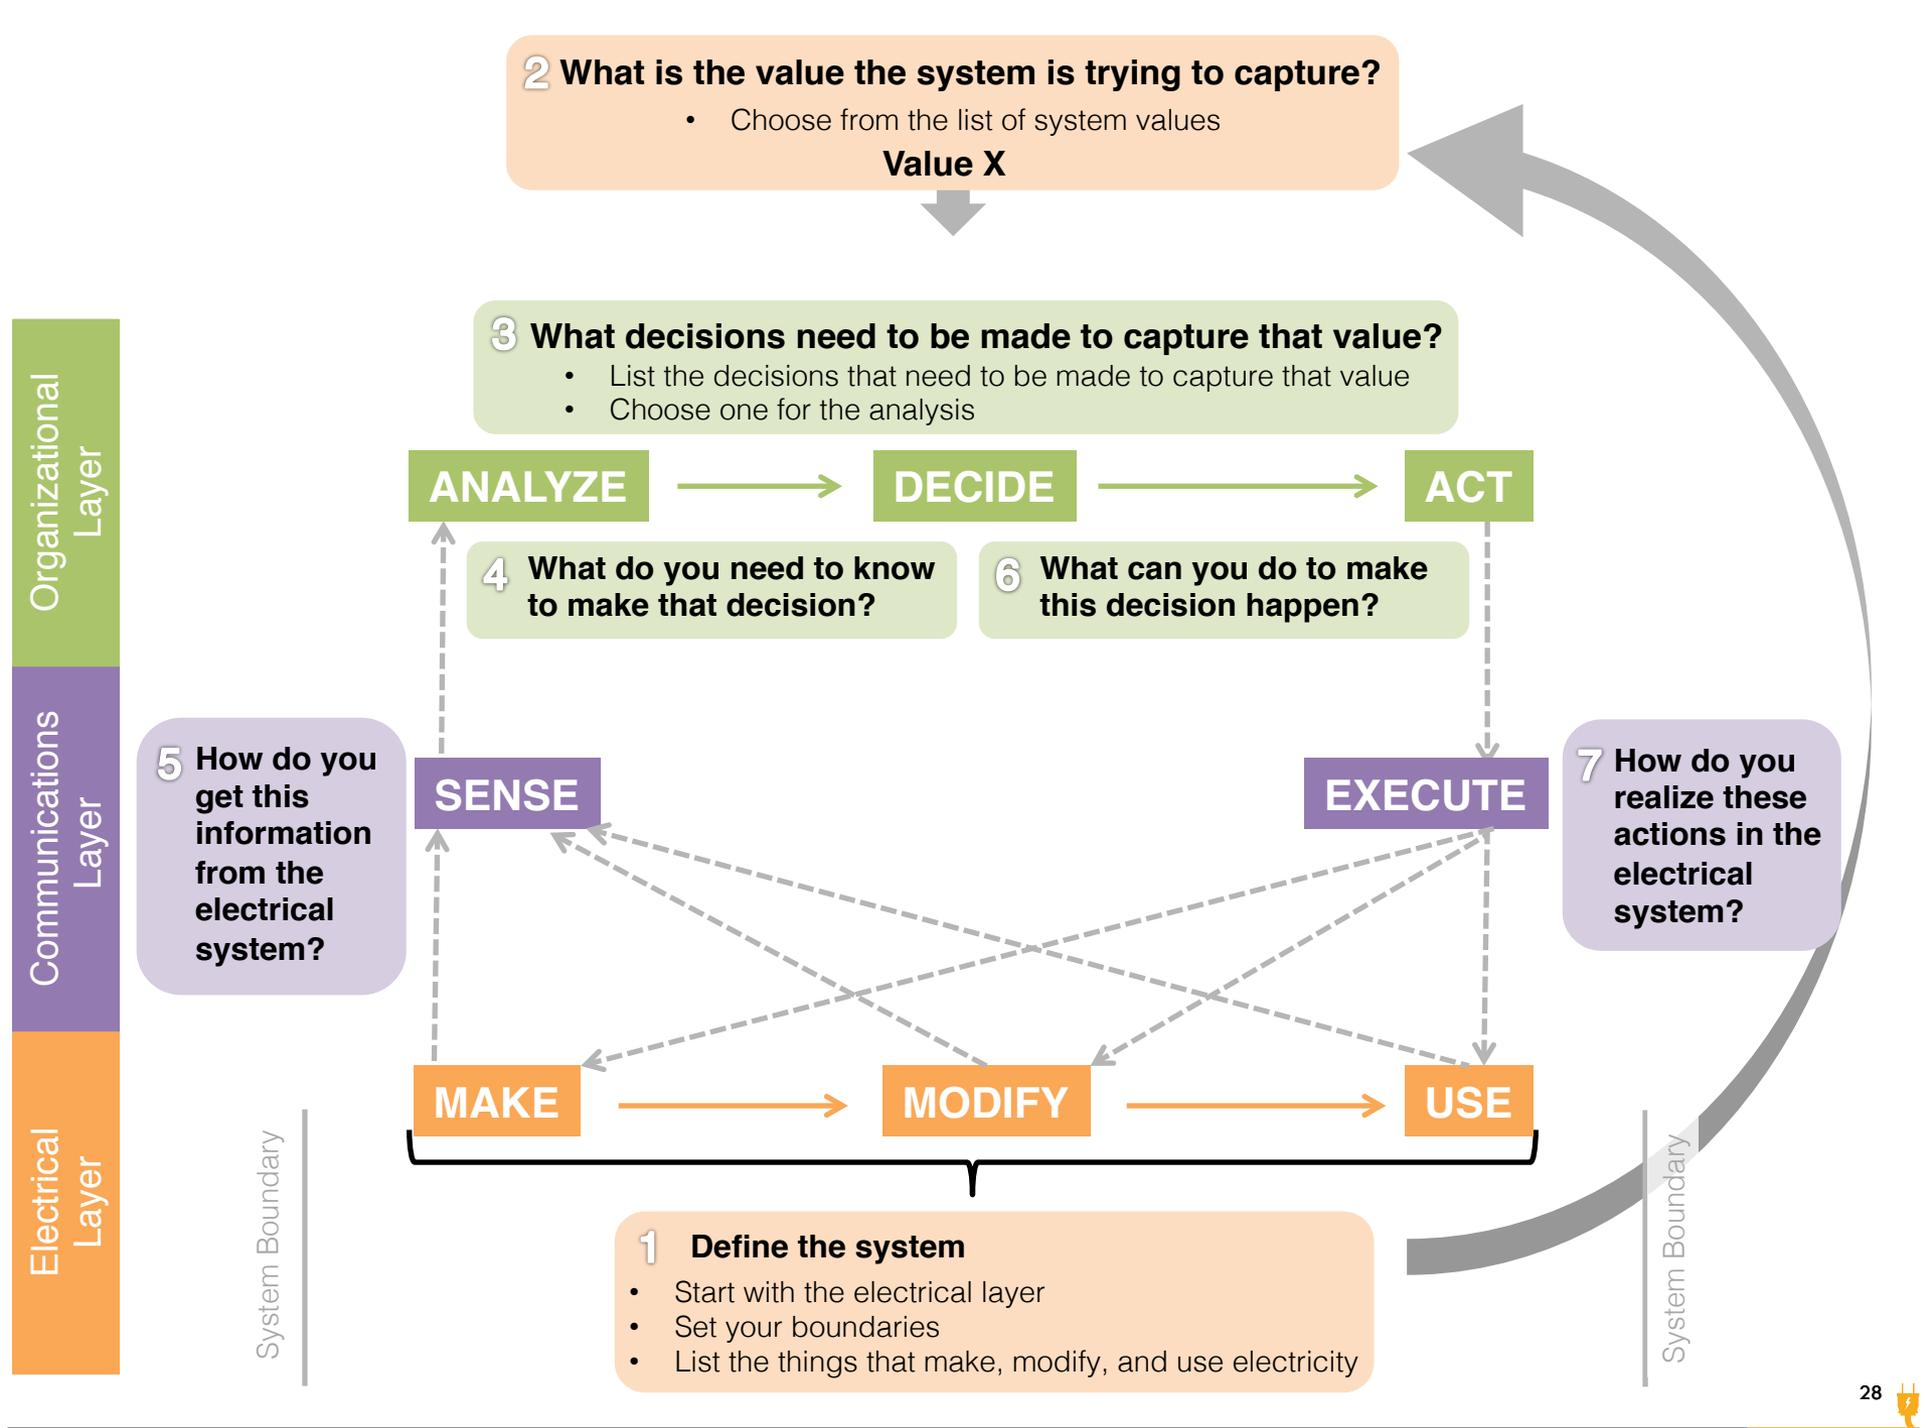 2 What is the value the system is trying to capture?
• Choose from the list of system values
Value X
3 What decisions need to be made to capture that value?
• List the decisions that need to be made to capture that value
• Choose one for the analysis
ANALYZE
DECIDE
ACT
4 What do you need to know
to make that decision?
6 What can you do to make
this decision happen?
Organizational
Layer
Communications
Layer
Electrical
Layer
5 How do you
get this
information
from the
electrical
system?
SENSE
EXECUTE
7 How do you
realize these
actions in the
electrical
system?
MAKE
MODIFY
USE
System Boundary
System Boundary
1 Define the system
• Start with the electrical layer
• Set your boundaries
• List the things that make, modify, and use electricity
28